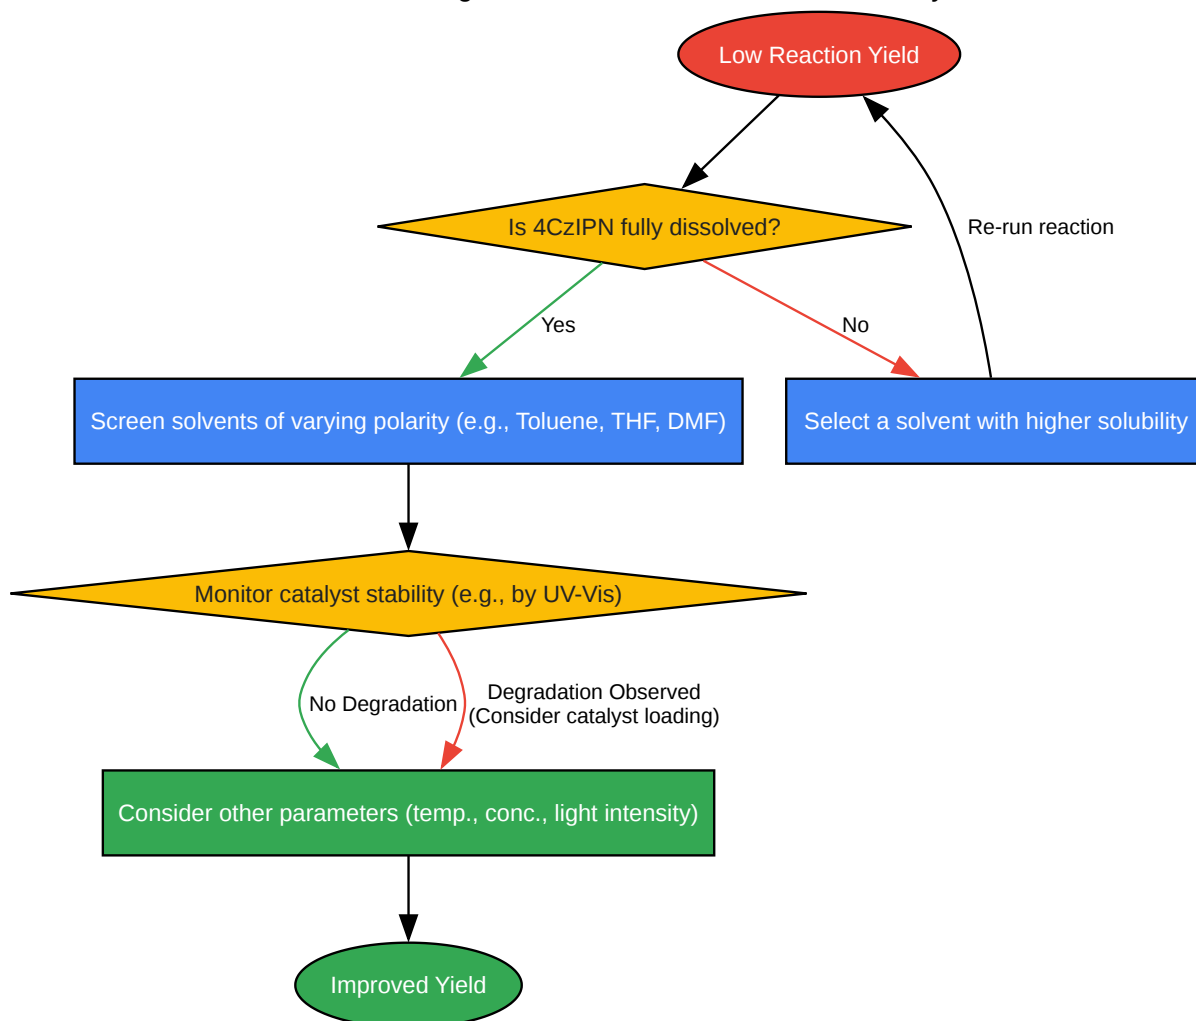 Low Reaction Yield
Is 4CzIPN fully dissolved?
Re-run reaction
Yes
No
Screen solvents of varying polarity (e.g., Toluene, THF, DMF)
Select a solvent with higher solubility
Monitor catalyst stability (e.g., by UV-Vis)
No Degradation
Degradation Observed
(Consider catalyst loading)
Consider other parameters (temp., conc., light intensity)
Improved Yield